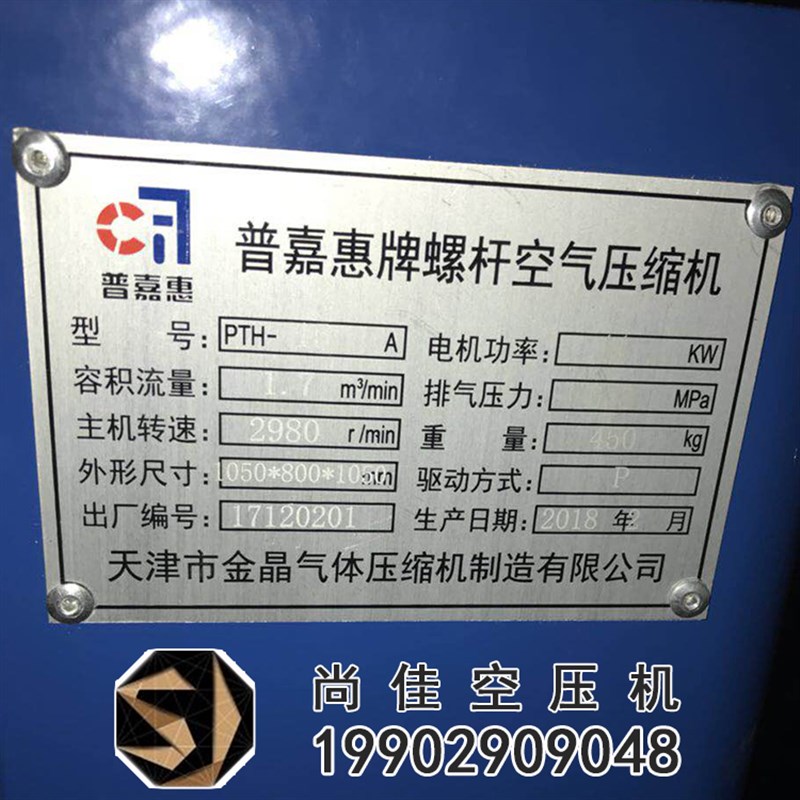 普嘉惠
普嘉惠牌螺杆空气压缩机
型 号: PTH- A 电机功率: KW
容积流量: 1.7 m³/min 排气压力: MPa
主机转速: 2980 r/min 重 量: 450 kg
外形尺寸: 1050*800*1050 mm 驱动方式: P
出厂编号: 17120201 生产日期: 2018 年 2 月
天津市金晶气体压缩机制造有限公司
尚佳空压机
19902909048